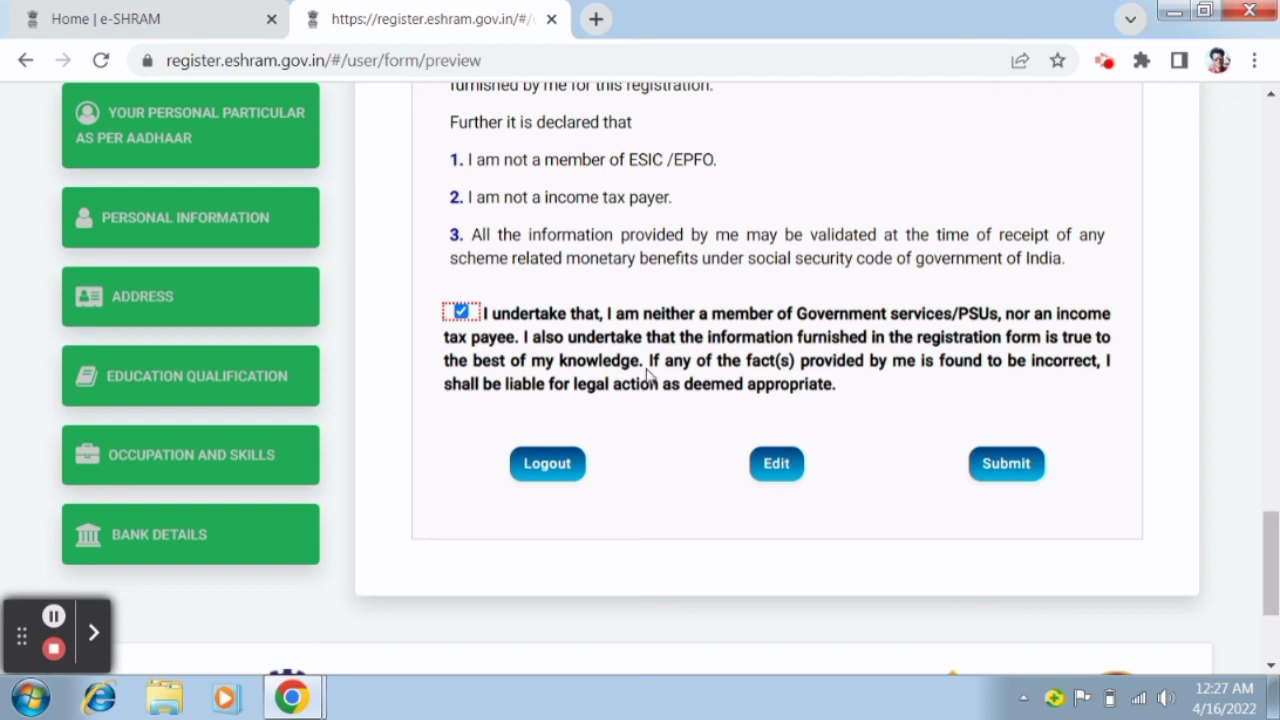 Home | e-SHRAM
https://register.eshram.gov.in/#/
register.eshram.gov.in/#/user/form/preview
YOUR PERSONAL PARTICULAR
AS PER AADHAAR
PERSONAL INFORMATION
ADDRESS
EDUCATION QUALIFICATION
OCCUPATION AND SKILLS
BANK DETAILS
furnished by me for this registration.
Further it is declared that
1. I am not a member of ESIC /EPFO.
2. I am not a income tax payer.
3. All the information provided by me may be validated at the time of receipt of any
scheme related monetary benefits under social security code of government of India.
I undertake that, I am neither a member of Government services/PSUs, nor an income
tax payee. I also undertake that the information furnished in the registration form is true to
the best of my knowledge. If any of the fact(s) provided by me is found to be incorrect, I
shall be liable for legal action as deemed appropriate.
Logout
Edit
Submit
12:27 AM
4/16/2022